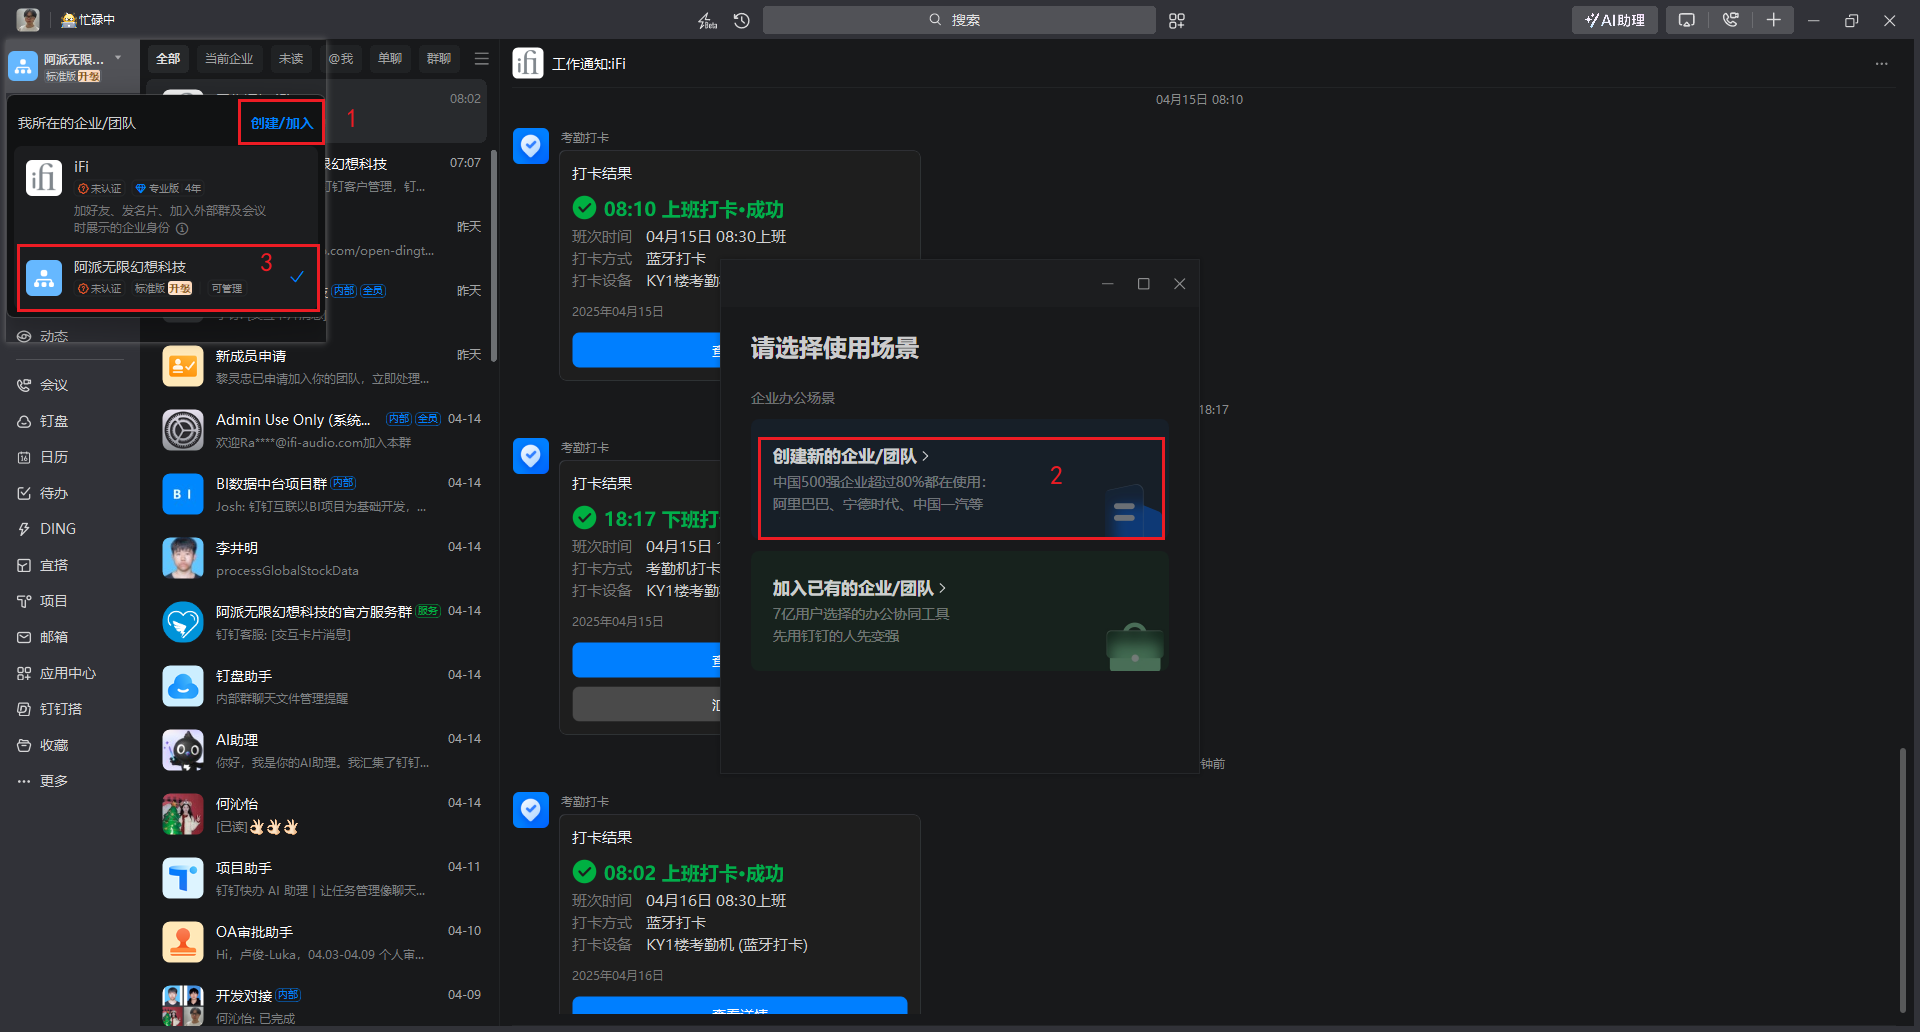 忙碌中
Beta
搜索
AI助理
阿派无限...
标准版 升级
全部
当前企业
未读
@我
单聊
群聊
我所在的企业/团队
创建/加入
1
iFi
未认证
专业版
4年
加好友、发名片、加入外部群及会议
时展示的企业身份
阿派无限幻想科技
3
未认证
标准版 升级
可管理
动态
会议
钉盘
日历
待办
DING
宜搭
项目
邮箱
应用中心
钉钉搭
收藏
更多
08:02
幻想科技
07:07
钉客户管理，钉...
昨天
.com/open-dingt...
内部 全员
昨天
新成员申请
昨天
黎灵忠已申请加入你的团队，立即处理...
Admin Use Only (系统...
内部 全员
04-14
欢迎Ra****@ifi-audio.com加入本群
BI
BI数据中台项目群
内部
04-14
Josh: 钉钉互联以BI项目为基础开发，...
李井明
04-14
processGlobalStockData
阿派无限幻想科技的官方服务群
服务
04-14
钉钉客服: [交互卡片消息]
钉盘助手
04-14
内部群聊天文件管理提醒
AI助理
04-14
你好，我是你的AI助理。我汇集了钉钉...
何沁怡
04-14
[已读]👌🏻👌🏻👌🏻
项目助手
04-11
钉钉快办 AI 助理 | 让任务管理像聊天...
OA审批助手
04-10
Hi，卢俊-Luka，04.03-04.09 个人审...
开发对接
内部
04-09
何沁怡: 已完成
ifi
工作通知:iFi
04月15日 08:10
考勤打卡
打卡结果
08:10 上班打卡·成功
班次时间 04月15日 08:30上班
打卡方式 蓝牙打卡
打卡设备 KY1楼考勤
2025年04月15日
18:17
考勤打卡
打卡结果
18:17 下班打
班次时间 04月15日
打卡方式 考勤机打卡
打卡设备 KY1楼考勤
2025年04月15日
钟前
考勤打卡
打卡结果
08:02 上班打卡·成功
班次时间 04月16日 08:30上班
打卡方式 蓝牙打卡
打卡设备 KY1楼考勤机 (蓝牙打卡)
2025年04月16日
查看详情
请选择使用场景
企业办公场景
创建新的企业/团队
2
中国500强企业超过80%都在使用:
阿里巴巴、宁德时代、中国一汽等
加入已有的企业/团队
7亿用户选择的办公协同工具
先用钉钉的人先变强